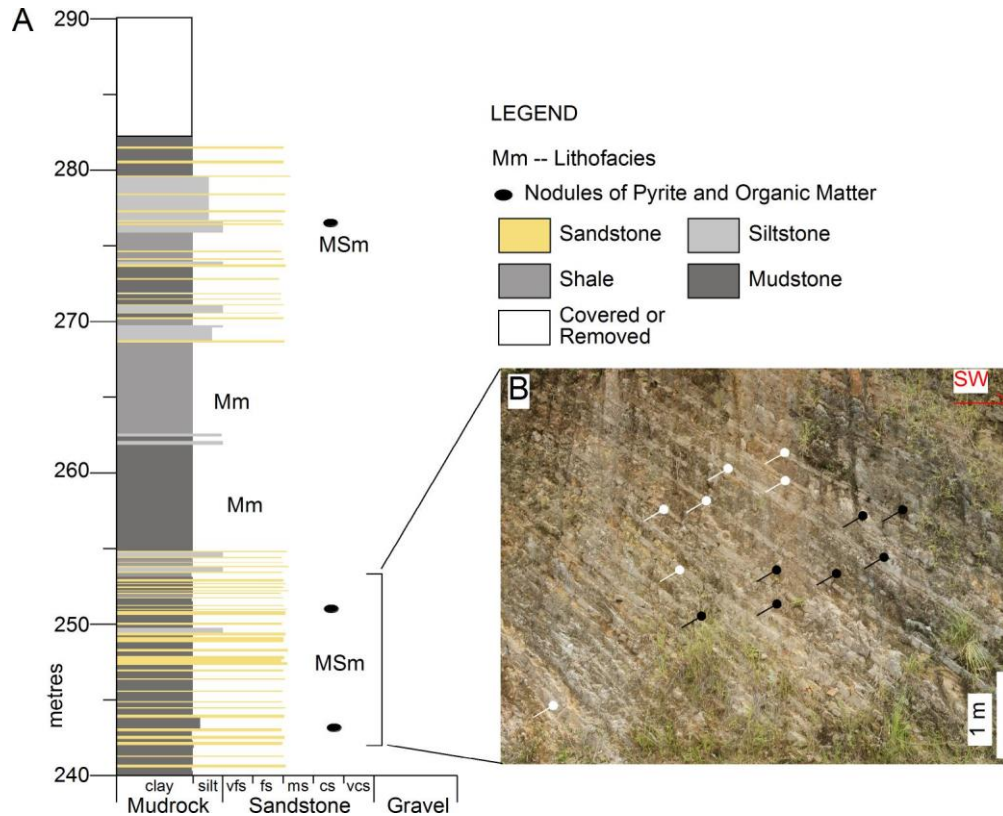 A
290
280
270
260
250
240
metres
MSm
Mm
Mm
MSm
clay silt vfs fs ms cs vcs
Mudrock Sandstone Gravel
LEGEND
Mm -- Lithofacies
Nodules of Pyrite and Organic Matter
Sandstone Siltstone
Shale Mudstone
Covered or
Removed
B
SW
1 m